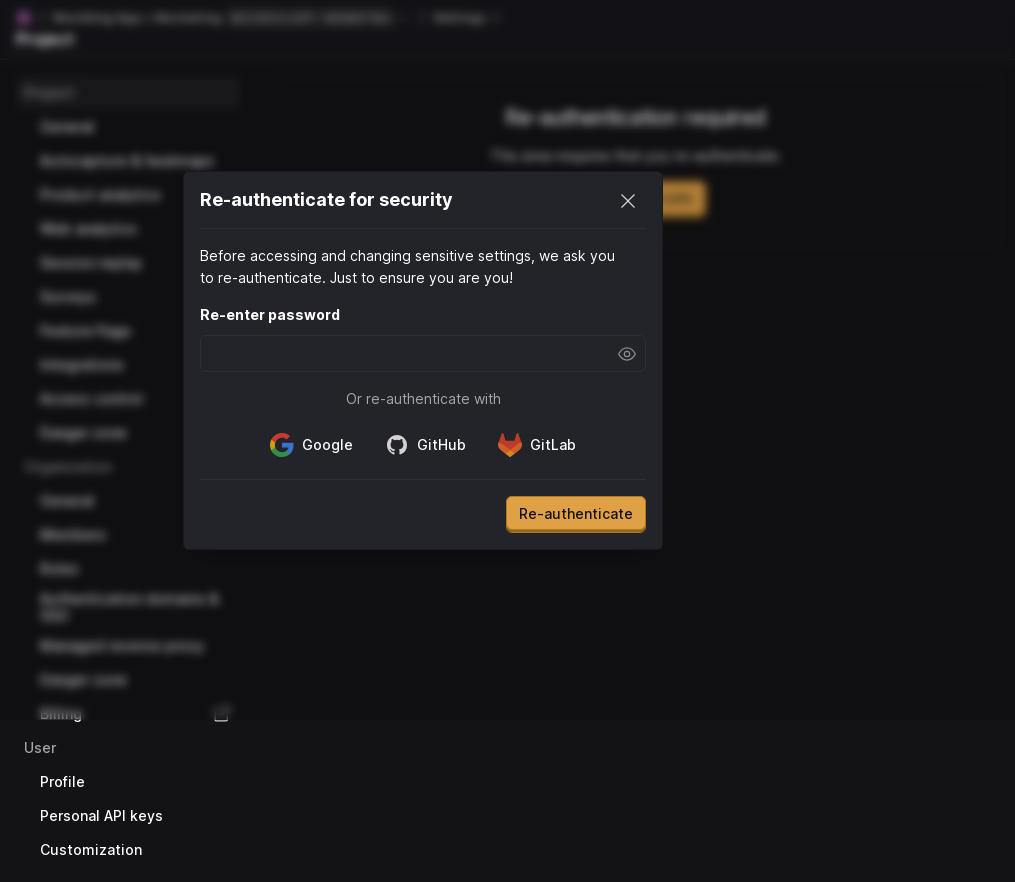 Project
Project
General
Autocapture & heatmaps
Product analytics
Web analytics
Session replay
Surveys
Feature flags
Integrations
Access control
Danger zone
Organization
General
Members
Roles
Authentication domains &
SSO
Managed reverse proxy
Danger zone
Billing
User
Profile
Personal API keys
Customization
Settings
Re-authentication required
This area requires that you re-authenticate.
Re-authenticate for security
Before accessing and changing sensitive settings, we ask you
to re-authenticate. Just to ensure you are you!
Re-enter password
Or re-authenticate with
Google GitHub GitLab
Re-authenticate